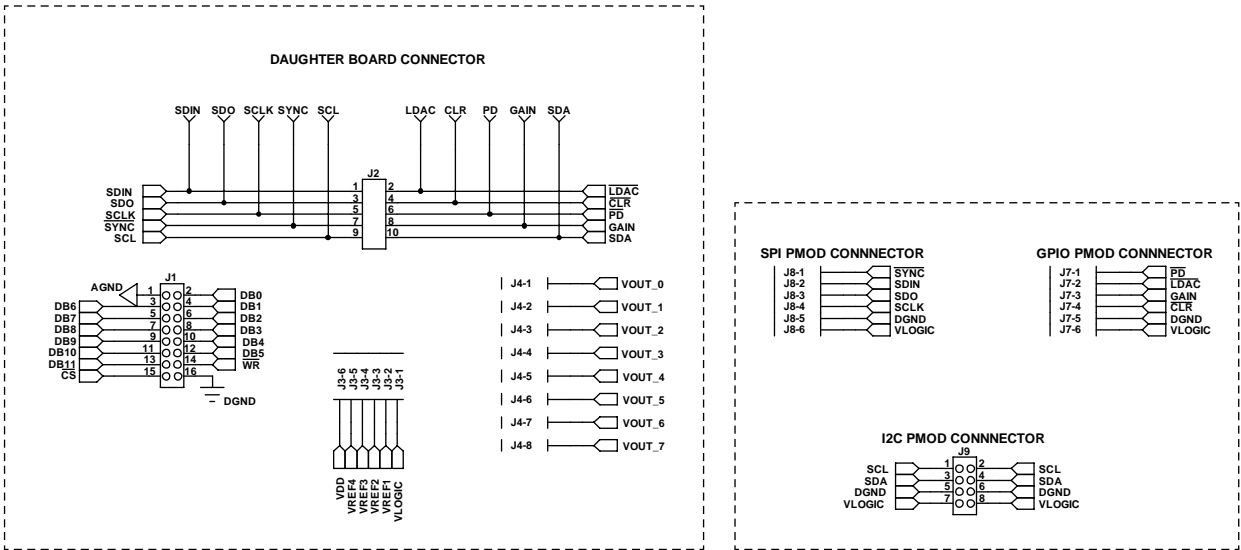 DAUGHTER BOARD CONNECTOR
SDIN SDO SCLK SYNC SCL LDAC CLR PD GAIN SDA
J2
SDIN 1 2 LDAC
SDO 3 4 CLR
SCLK 5 6 PD
SYNC 7 8 GAIN
SCL 9 10 SDA
J1
AGND 1 2 DB0
DB6 3 4 DB1
DB7 5 6 DB2
DB8 7 8 DB3
DB9 9 10 DB4
DB10 11 12 DB5
DB11 13 14 WR
CS 15 16
DGND
J3-6 J3-5 J3-4 J3-3 J3-2 J3-1
VDD VREF4 VREF3 VREF2 VREF1 VLOGIC
J4-1 VOUT_0
J4-2 VOUT_1
J4-3 VOUT_2
J4-4 VOUT_3
J4-5 VOUT_4
J4-6 VOUT_5
J4-7 VOUT_6
J4-8 VOUT_7
SPI PMOD CONNNECTOR
J8-1 SYNC
J8-2 SDIN
J8-3 SDO
J8-4 SCLK
J8-5 DGND
J8-6 VLOGIC
GPIO PMOD CONNNECTOR
J7-1 PD
J7-2 LDAC
J7-3 GAIN
J7-4 CLR
J7-5 DGND
J7-6 VLOGIC
I2C PMOD CONNNECTOR
J9
SCL 1 2 SCL
SDA 3 4 SDA
DGND 5 6 DGND
VLOGIC 7 8 VLOGIC